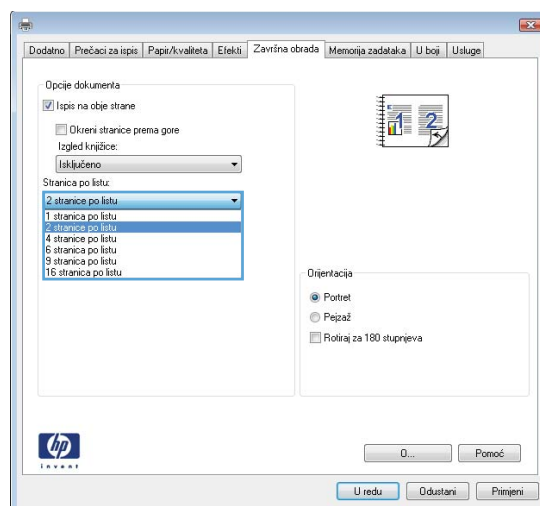 Dodatno Prečaci za ispis Papir/kvaliteta Efekti Završna obrada Memorija zadataka U boji Usluge
Opcije dokumenta
Ispis na obje strane
Okreni stranice prema gore
Izgled knjižice:
Isključeno
Stranica po listu:
2 stranice po listu
1 stranica po listu
2 stranice po listu
4 stranice po listu
6 stranica po listu
9 stranica po listu
16 stranica po listu
1 2
Orijentacija
Portret
Pejzaž
Rotiraj za 180 stupnjeva
hp
invent
O... Pomoć
U redu Odustani Primjeni